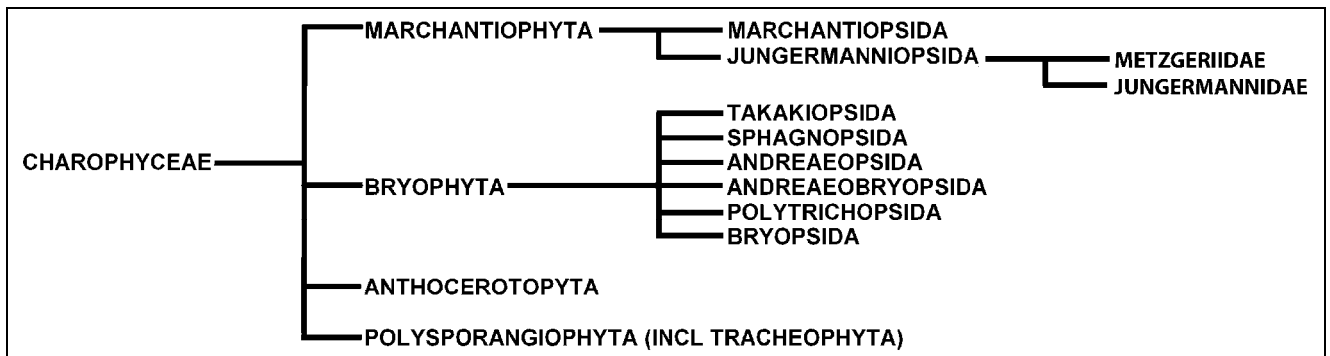 MARCHANTIOPHYTA
MARCHANTIOPSIDA
JUNGERMANNIOPSIDA
METZGERIIDAE
JUNGERMANNIDAE
TAKAKIOPSIDA
SPHAGNOPSIDA
CHAROPHYCEAE
ANDREAEOPSIDA
BRYOPHYTA
ANDREAEOBRYOPSIDA
POLYTRICHOPSIDA
BRYOPSIDA
ANTHOCEROTOPYTA
POLYSPORANGIOPHYTA (INCL TRACHEOPHYTA)